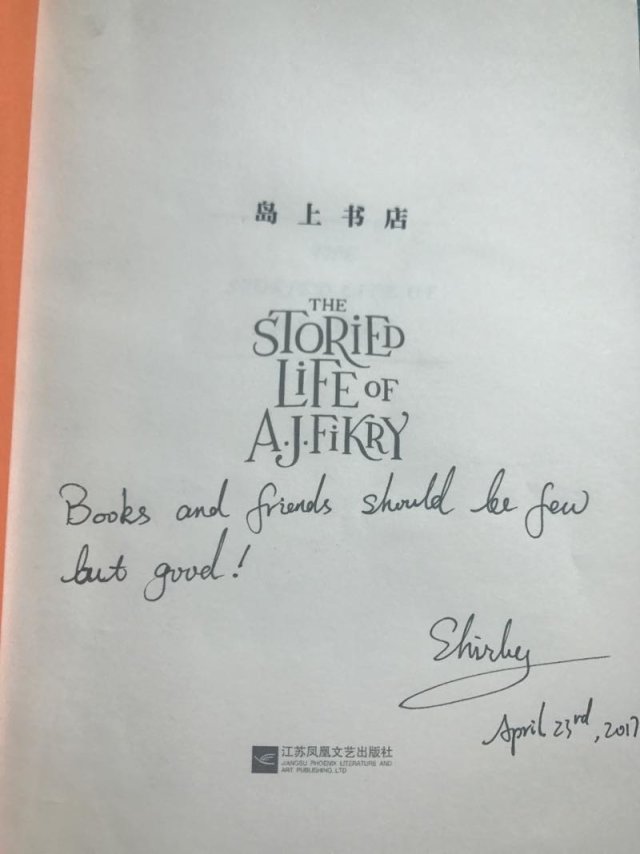 岛上书店
THE
STORIED
LIFE OF
A.J.FIKRY
Books and friends should be few
but good!
Shirley
April 23rd, 2017
江苏凤凰文艺出版社
JIANGSU PHOENIX LITERATURE AND
ART PUBLISHING, LTD